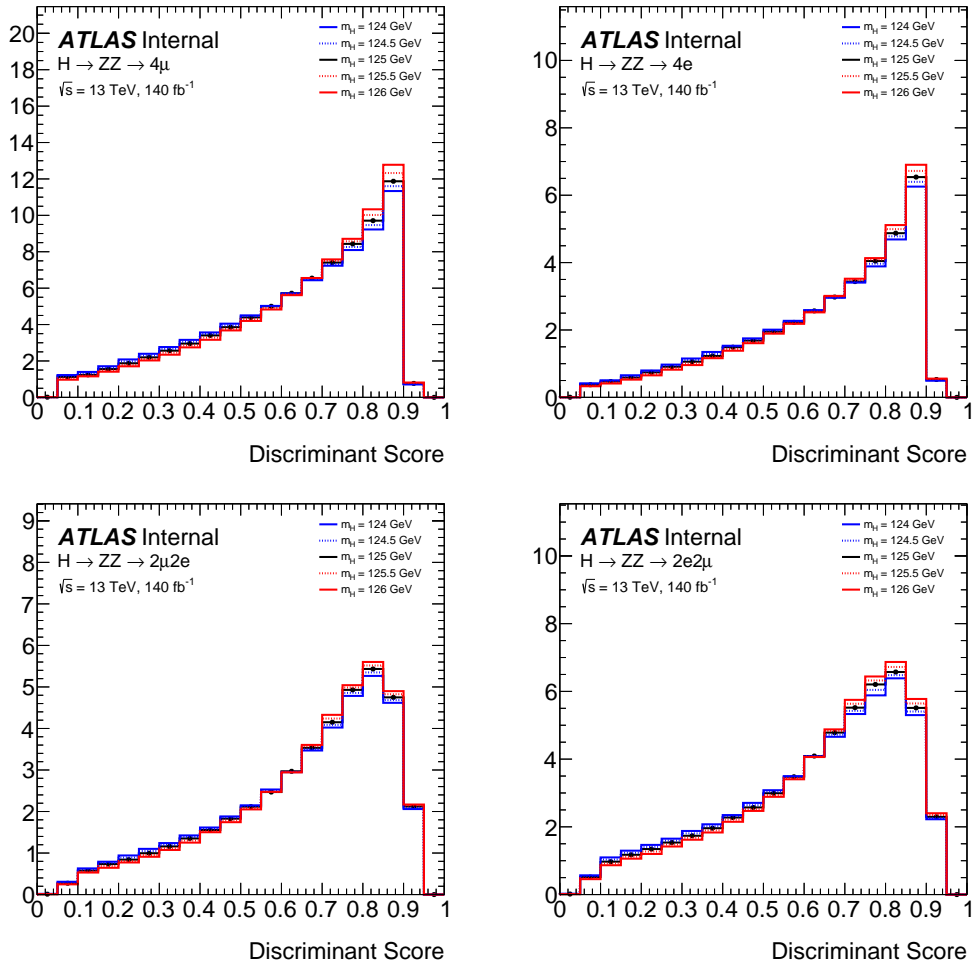 ATLAS Internal
H → ZZ → 4μ
√s = 13 TeV, 140 fb⁻¹
m_H = 124 GeV
m_H = 124.5 GeV
m_H = 125 GeV
m_H = 125.5 GeV
m_H = 126 GeV
20
18
16
14
12
10
8
6
4
2
0
0 0.1 0.2 0.3 0.4 0.5 0.6 0.7 0.8 0.9 1
Discriminant Score
ATLAS Internal
H → ZZ → 4e
√s = 13 TeV, 140 fb⁻¹
m_H = 124 GeV
m_H = 124.5 GeV
m_H = 125 GeV
m_H = 125.5 GeV
m_H = 126 GeV
10
8
6
4
2
0
0 0.1 0.2 0.3 0.4 0.5 0.6 0.7 0.8 0.9 1
Discriminant Score
ATLAS Internal
H → ZZ → 2μ2e
√s = 13 TeV, 140 fb⁻¹
m_H = 124 GeV
m_H = 124.5 GeV
m_H = 125 GeV
m_H = 125.5 GeV
m_H = 126 GeV
9
8
7
6
5
4
3
2
1
0
0 0.1 0.2 0.3 0.4 0.5 0.6 0.7 0.8 0.9 1
Discriminant Score
ATLAS Internal
H → ZZ → 2e2μ
√s = 13 TeV, 140 fb⁻¹
m_H = 124 GeV
m_H = 124.5 GeV
m_H = 125 GeV
m_H = 125.5 GeV
m_H = 126 GeV
10
8
6
4
2
0
0 0.1 0.2 0.3 0.4 0.5 0.6 0.7 0.8 0.9 1
Discriminant Score